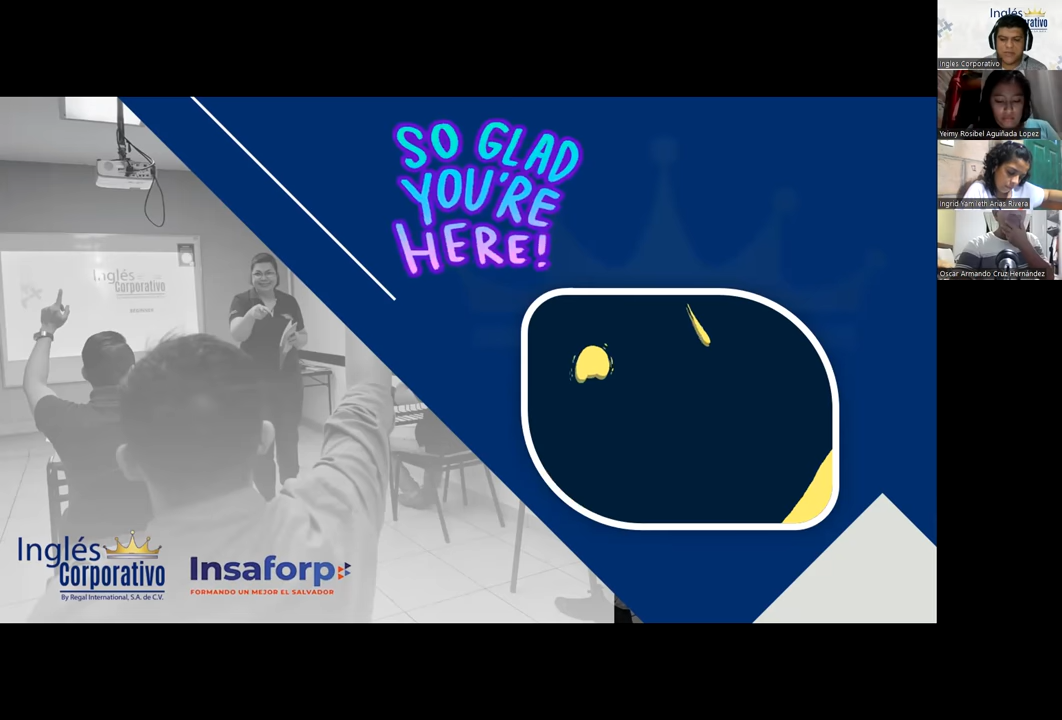 SO GLAD
YOU'RE
HERE!
Inglés
Corporativo
Inglés
Corporativo
By Regal International, S.A. de C.V.
Insaforp
FORMANDO UN MEJOR EL SALVADOR
Inglés
Ingles Corporativo
Yeimy Rosibel Aguiñada Lopez
Ingrid Yamileth Arias Rivera
Oscar Armando Cruz Hernández